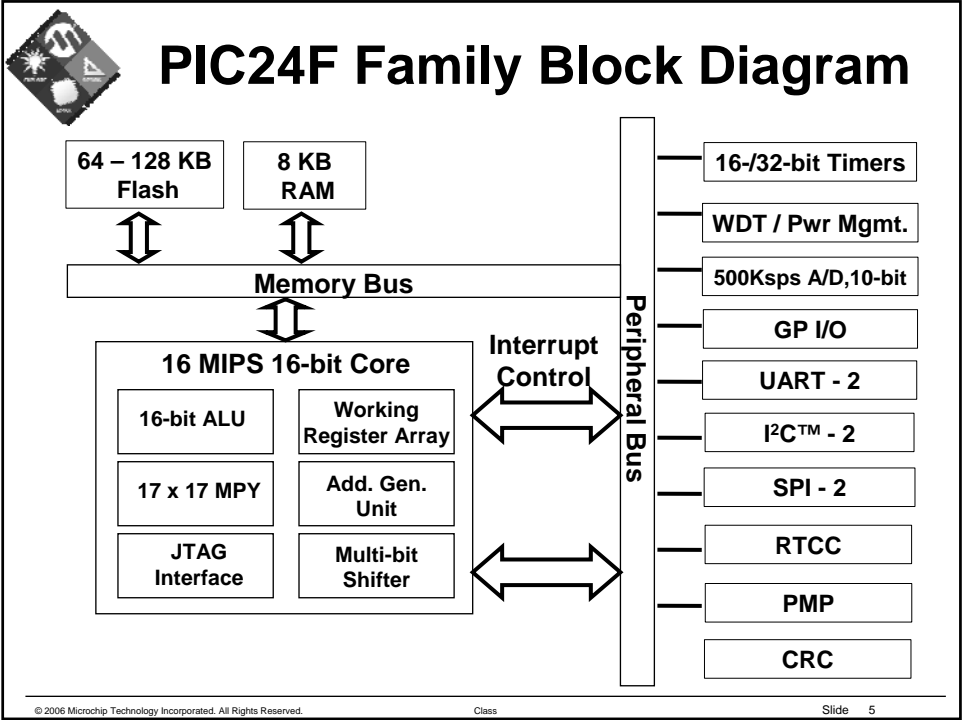 PIC24F Family Block Diagram
64 – 128 KB
Flash
8 KB
RAM
Memory Bus
16 MIPS 16-bit Core
16-bit ALU
Working
Register Array
17 x 17 MPY
Add. Gen.
Unit
JTAG
Interface
Multi-bit
Shifter
Interrupt
Control
Peripheral Bus
16-/32-bit Timers
WDT / Pwr Mgmt.
500Ksps A/D,10-bit
GP I/O
UART - 2
I²C™ - 2
SPI - 2
RTCC
PMP
CRC
© 2006 Microchip Technology Incorporated. All Rights Reserved. Class Slide 5